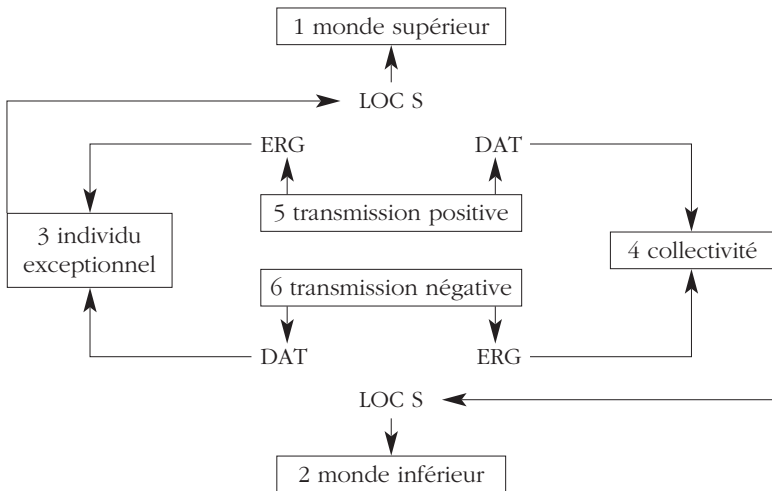 1 monde supérieur
LOC S
ERG
DAT
5 transmission positive
3 individu
exceptionnel
4 collectivité
6 transmission négative
DAT
ERG
LOC S
2 monde inférieur